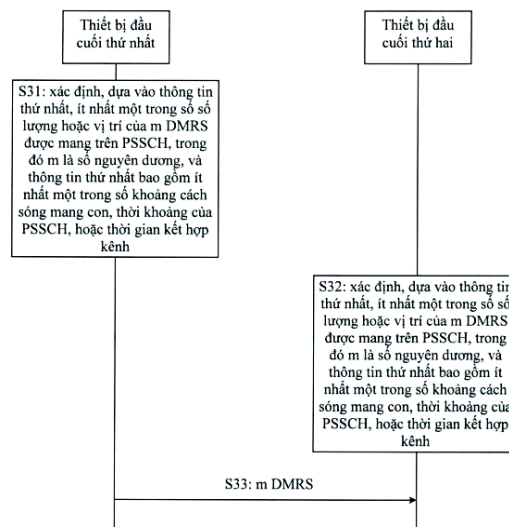 Thiết bị đầu
cuối thứ nhất
Thiết bị đầu
cuối thứ hai
S31: xác định, dựa vào thông tin
thứ nhất, ít nhất một trong số số
lượng hoặc vị trí của m DMRS
được mang trên PSSCH, trong
đó m là số nguyên dương, và
thông tin thứ nhất bao gồm ít
nhất một trong số khoảng cách
sóng mang con, thời khoảng của
PSSCH, hoặc thời gian kết hợp
kênh
S32: xác định, dựa vào thông tin
thứ nhất, ít nhất một trong số số
lượng hoặc vị trí của m DMRS
được mang trên PSSCH, trong
đó m là số nguyên dương, và
thông tin thứ nhất bao gồm ít
nhất một trong số khoảng cách
sóng mang con, thời khoảng của
PSSCH, hoặc thời gian kết hợp
kênh
S33: m DMRS